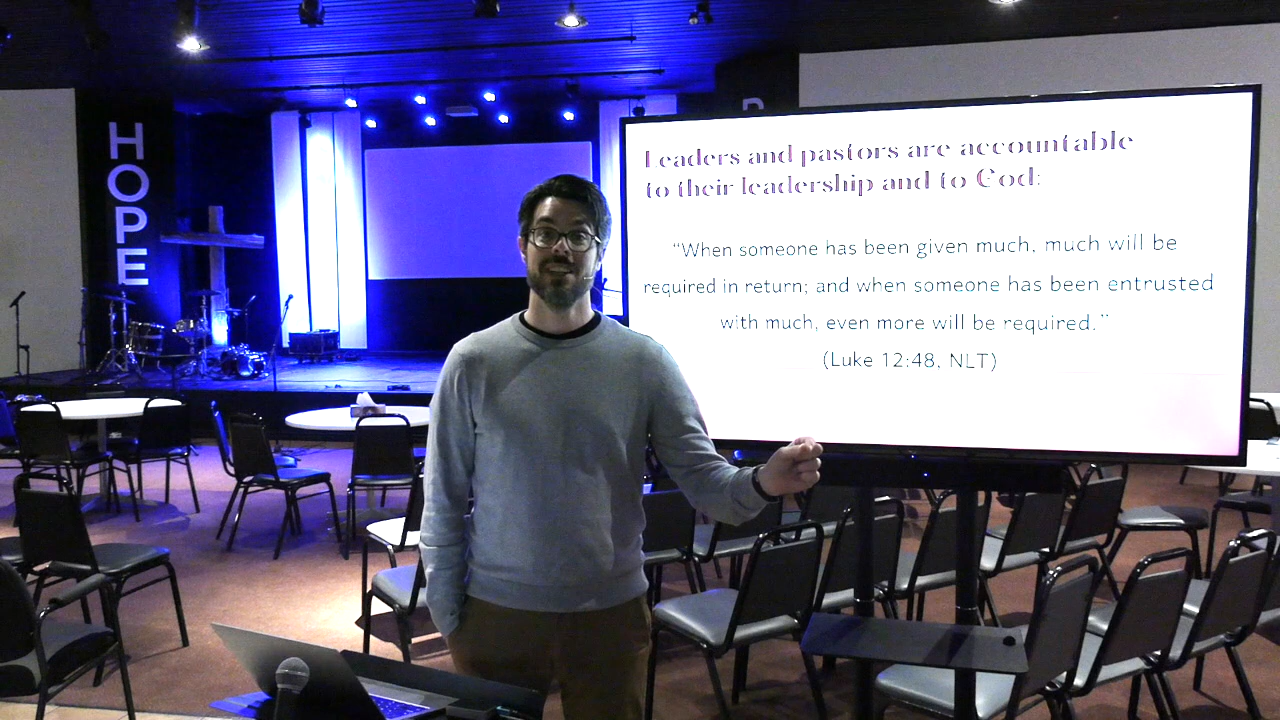 HOPE
Leaders and pastors are accountable
to their leadership and to God:
“When someone has been given much, much will be
required in return; and when someone has been entrusted
with much, even more will be required.”
(Luke 12:48, NLT)